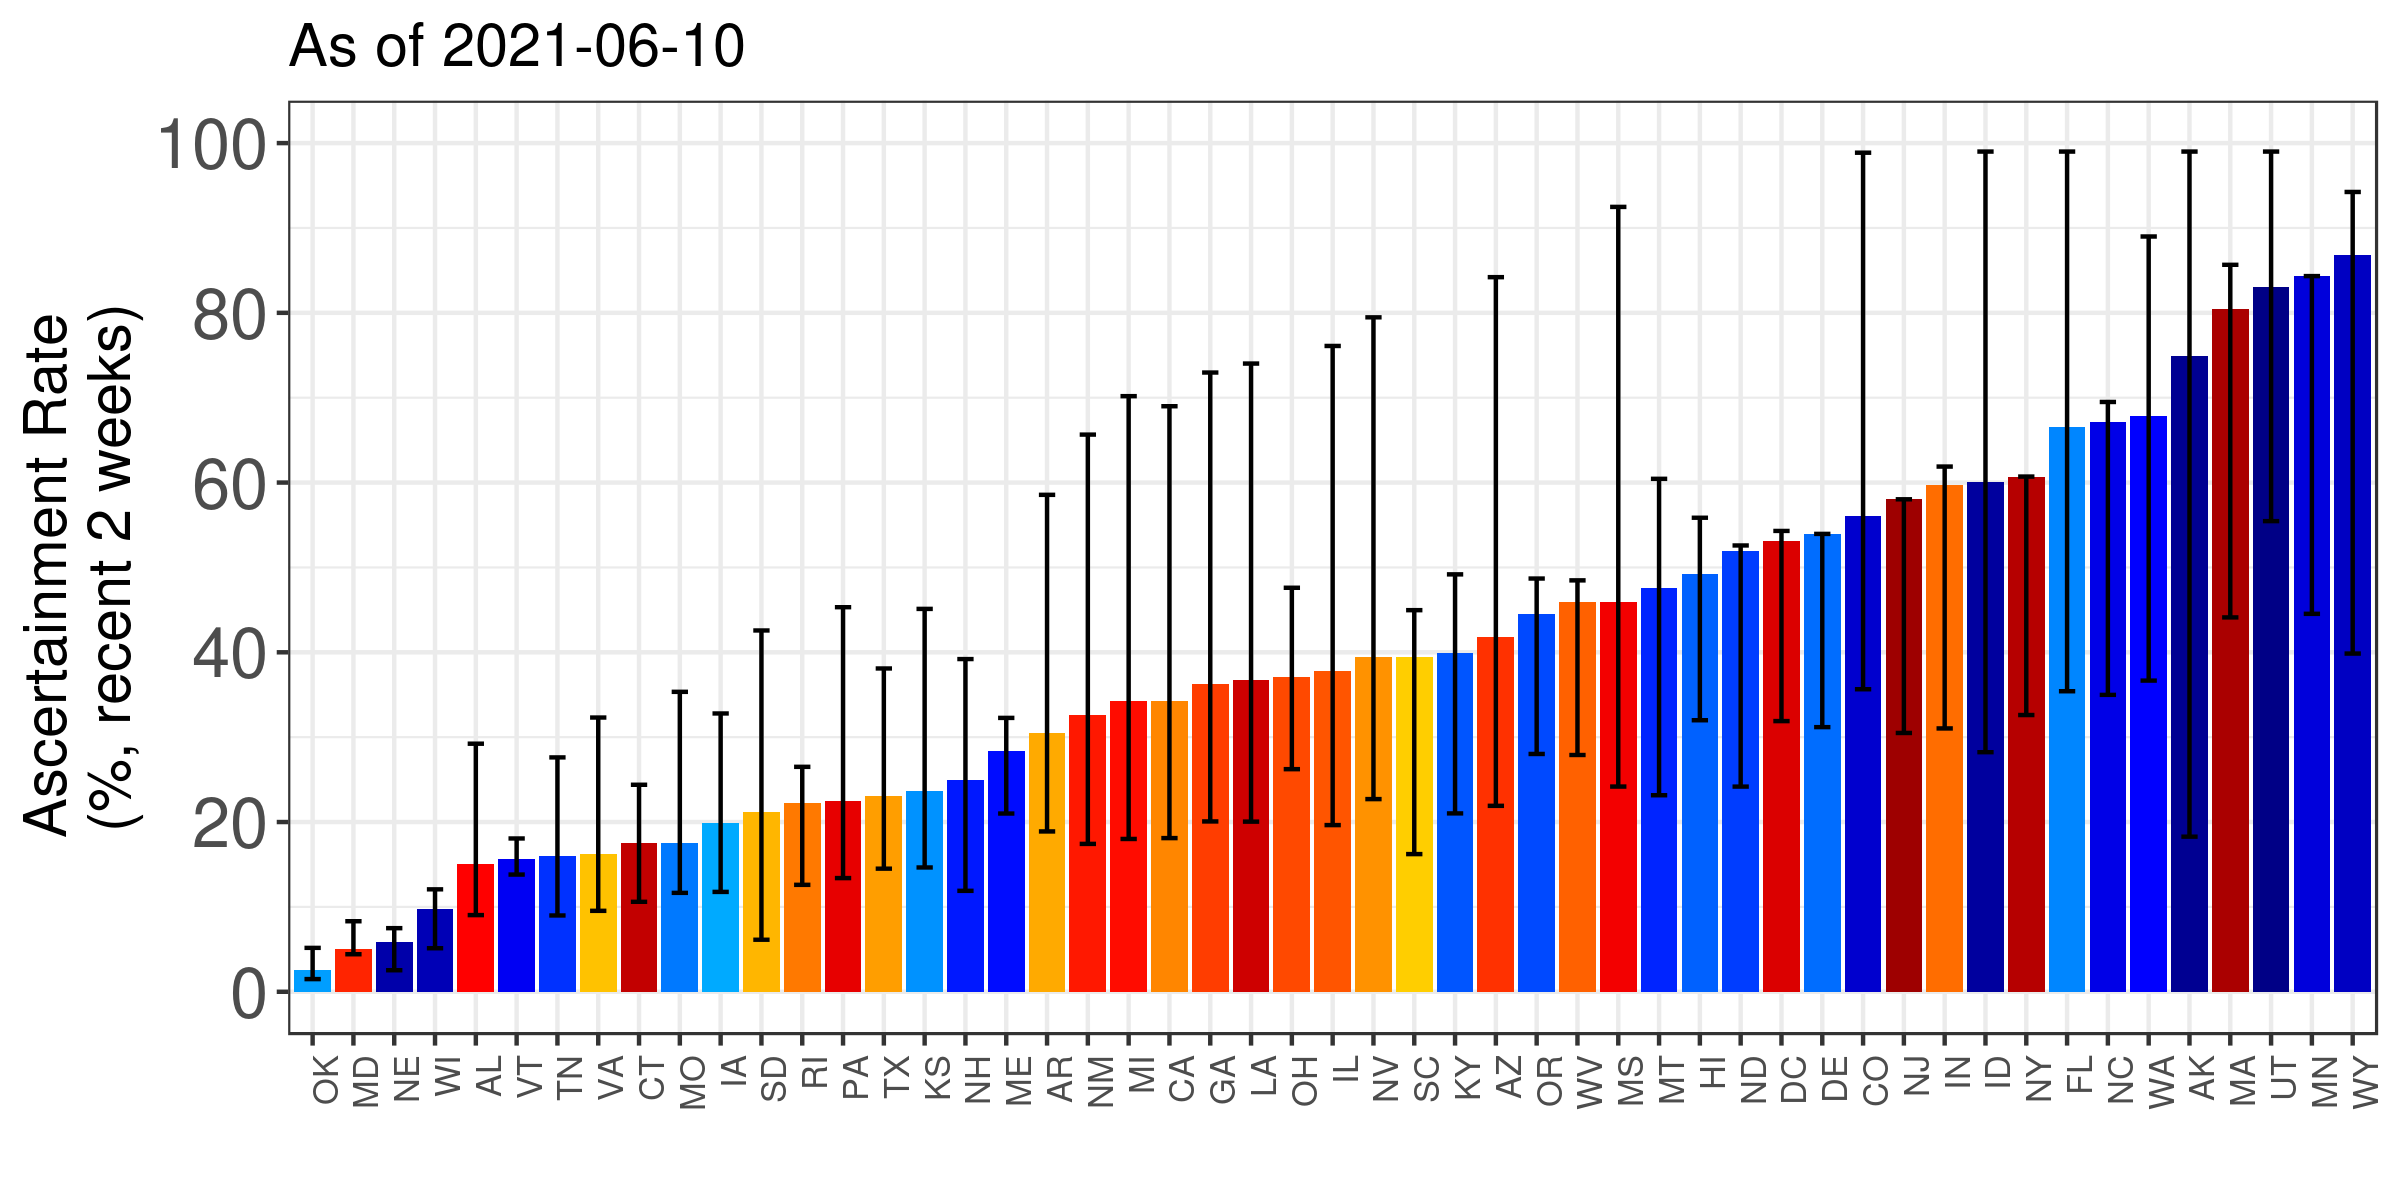 As of 2021-06-10
Ascertainment Rate
(%, recent 2 weeks)
100
80
60
40
20
0
OK MD NE WI AL VT TN VA CT MO IA SD RI PA TX KS NH ME AR NM MI CA GA LA OH IL NV SC KY AZ OR WV MS MT HI ND DC DE CO NJ IN ID NY FL NC WA AK MA UT MN WY